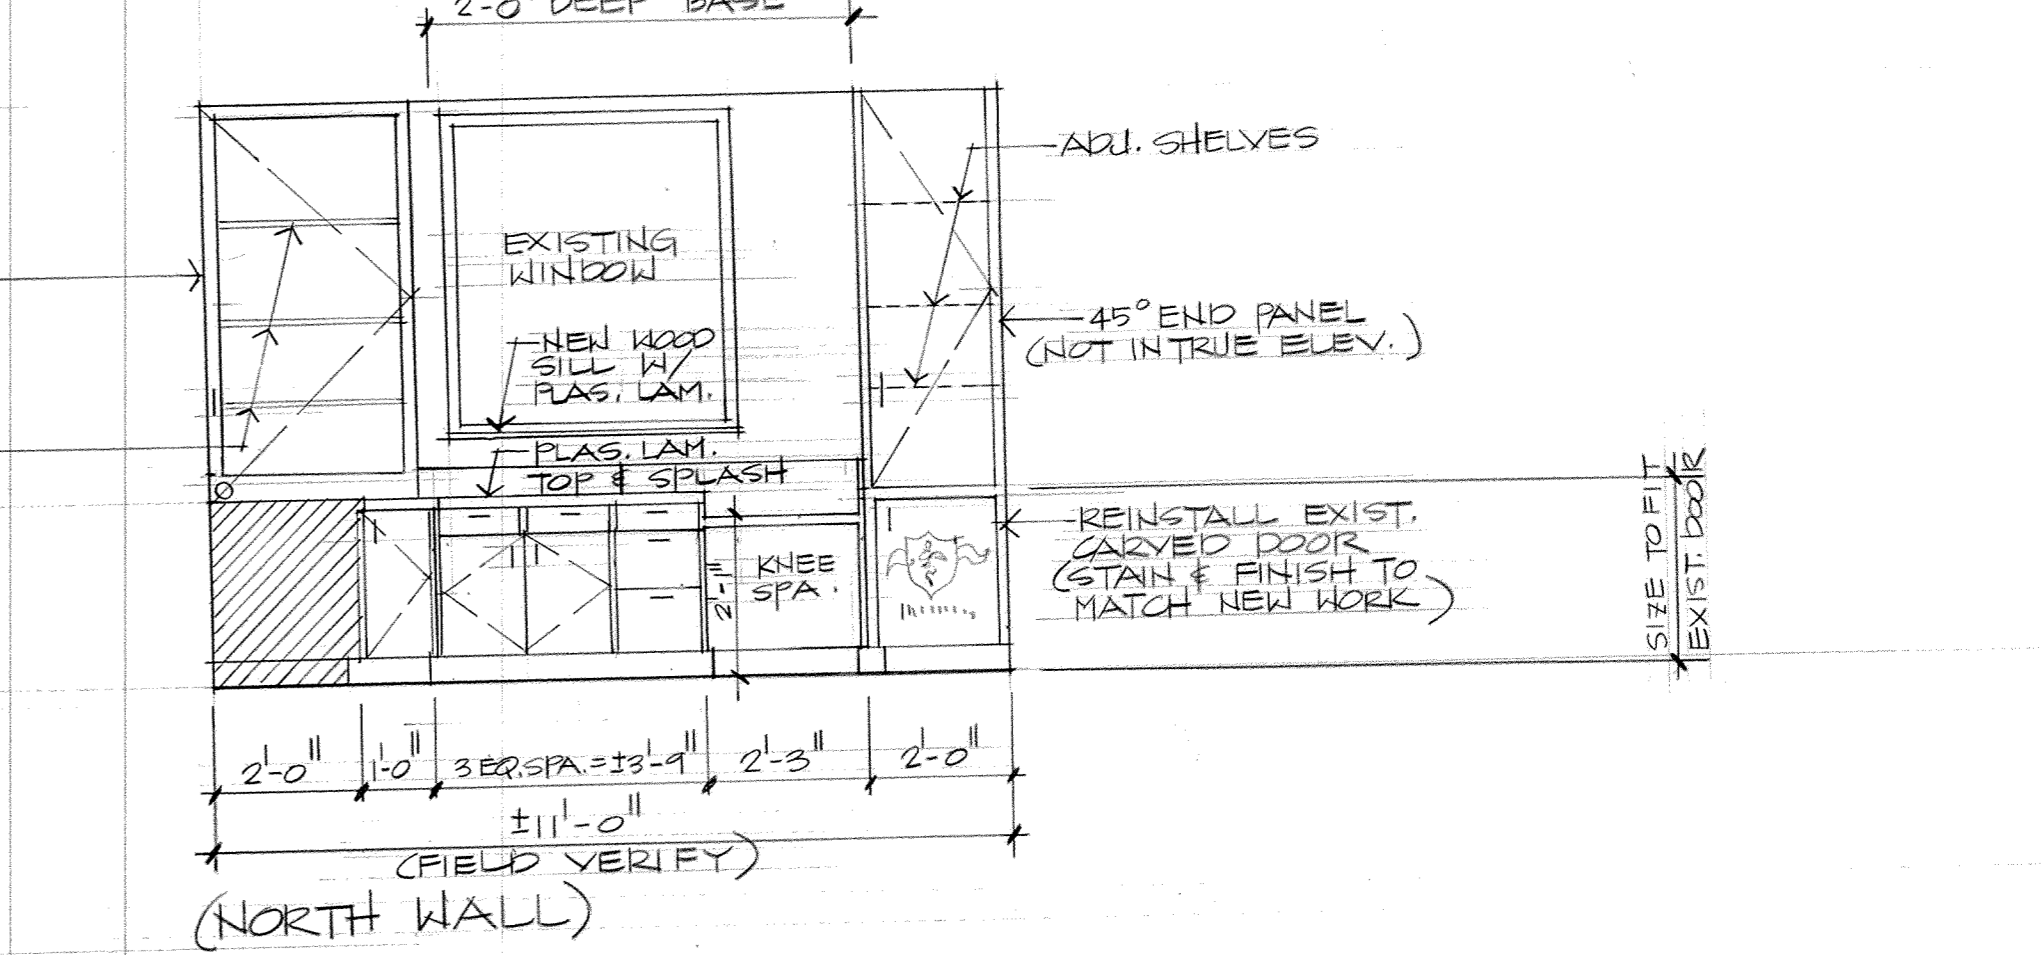 2'-0" DEEP BASE
ADJ. SHELVES
EXISTING
WINDOW
NEW WOOD
SILL W/
PLAS. LAM.
45° END PANEL
(NOT IN TRUE ELEV.)
PLAS. LAM.
TOP & SPLASH
REINSTALL EXIST.
CARVED DOOR
(STAIN & FINISH TO
MATCH NEW WORK)
SIZE TO FIT
EXIST. DOOR
KNEE
SPA.
2'-0"
1'-0"
3 EQ. SPA. = ±3'-9"
2'-3"
2'-0"
±11'-0"
(FIELD VERIFY)
(NORTH WALL)